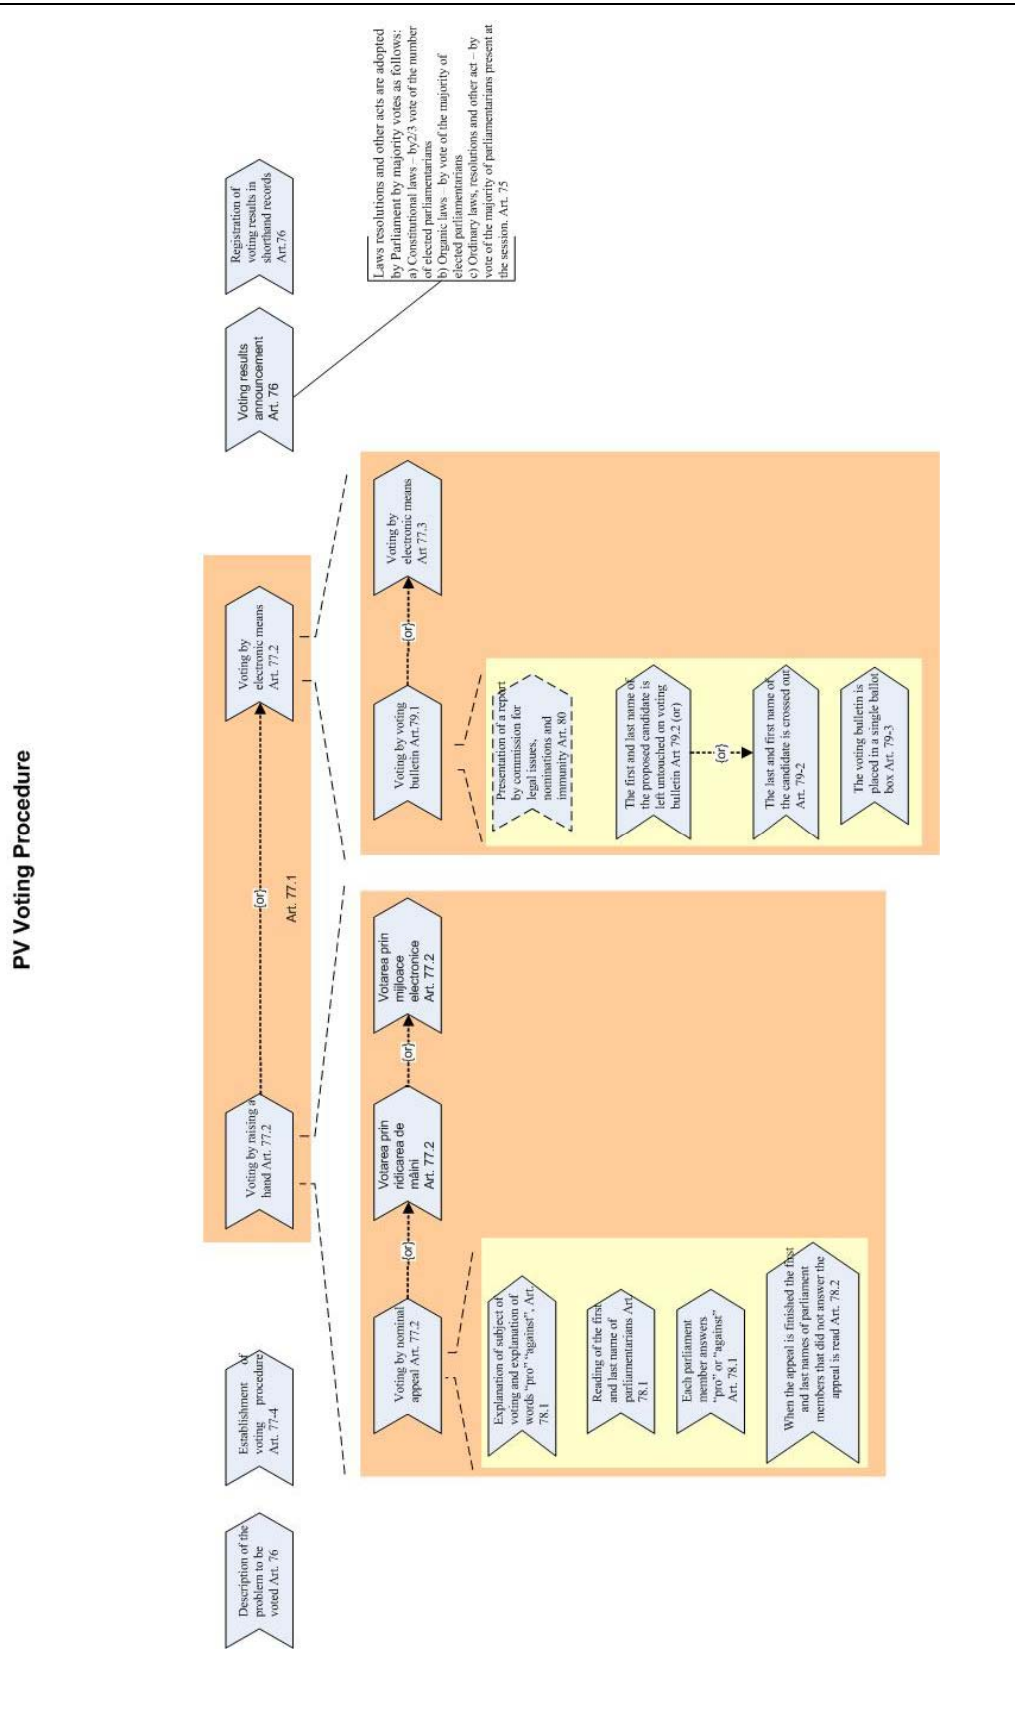 PV Voting Procedure
Description of the
problem to be
voted Art. 76
Establishment of
voting procedure
Art. 77-4
Voting by raising a
hand Art. 77.2
{or}
Art. 77.1
Voting by
electronic means
Art. 77.2
Voting results
announcement
Art. 76
Registration of
voting results in
shorthand records
Art.76
Laws resolutions and other acts are adopted
by Parliament by majority votes as follows:
a) Constitutional laws – by2/3 vote of the number
of elected parliamentarians
b) Organic laws – by vote of the majority of
elected parliamentarians
c) Ordinary laws, resolutions and other act – by
vote of the majority of parliamentarians present at
the session. Art. 75
Voting by nominal
appeal Art. 77.2
{or}
Votarea prin
ridicarea de
mâini
Art. 77.2
{or}
Votarea prin
mijloace
electronice
Art. 77.2
Explanation of subject of
voting and explanation of
words “pro” “against”, Art.
78.1
Reading of the first
and last name of
parliamentarians Art.
78.1
Each parliament
member answers
“pro” or “against”
Art. 78.1
When the appeal is finished the first
and last names of parliament
members that did not answer the
appeal is read Art. 78.2
Voting by voting
bulletin Art.79.1
{or}
Voting by
electronic means
Art 77.3
Presentation of a report
by commission for
legal issues,
nominations and
immunity Art. 80
The first and last name of
the proposed candidate is
left untouched on voting
bulletin Art 79.2 (or)
{or}
The last and first name of
the candidate is crossed out
Art. 79-2
The voting bulletin is
placed in a single ballot
box Art. 79-3